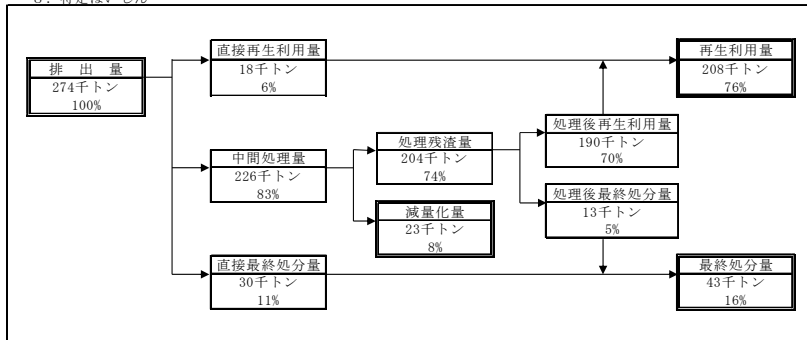 排 出 量
274千トン
100%
直接再生利用量
18千トン
6%
中間処理量
226千トン
83%
直接最終処分量
30千トン
11%
処理残渣量
204千トン
74%
減量化量
23千トン
8%
処理後再生利用量
190千トン
70%
処理後最終処分量
13千トン
5%
再生利用量
208千トン
76%
最終処分量
43千トン
16%